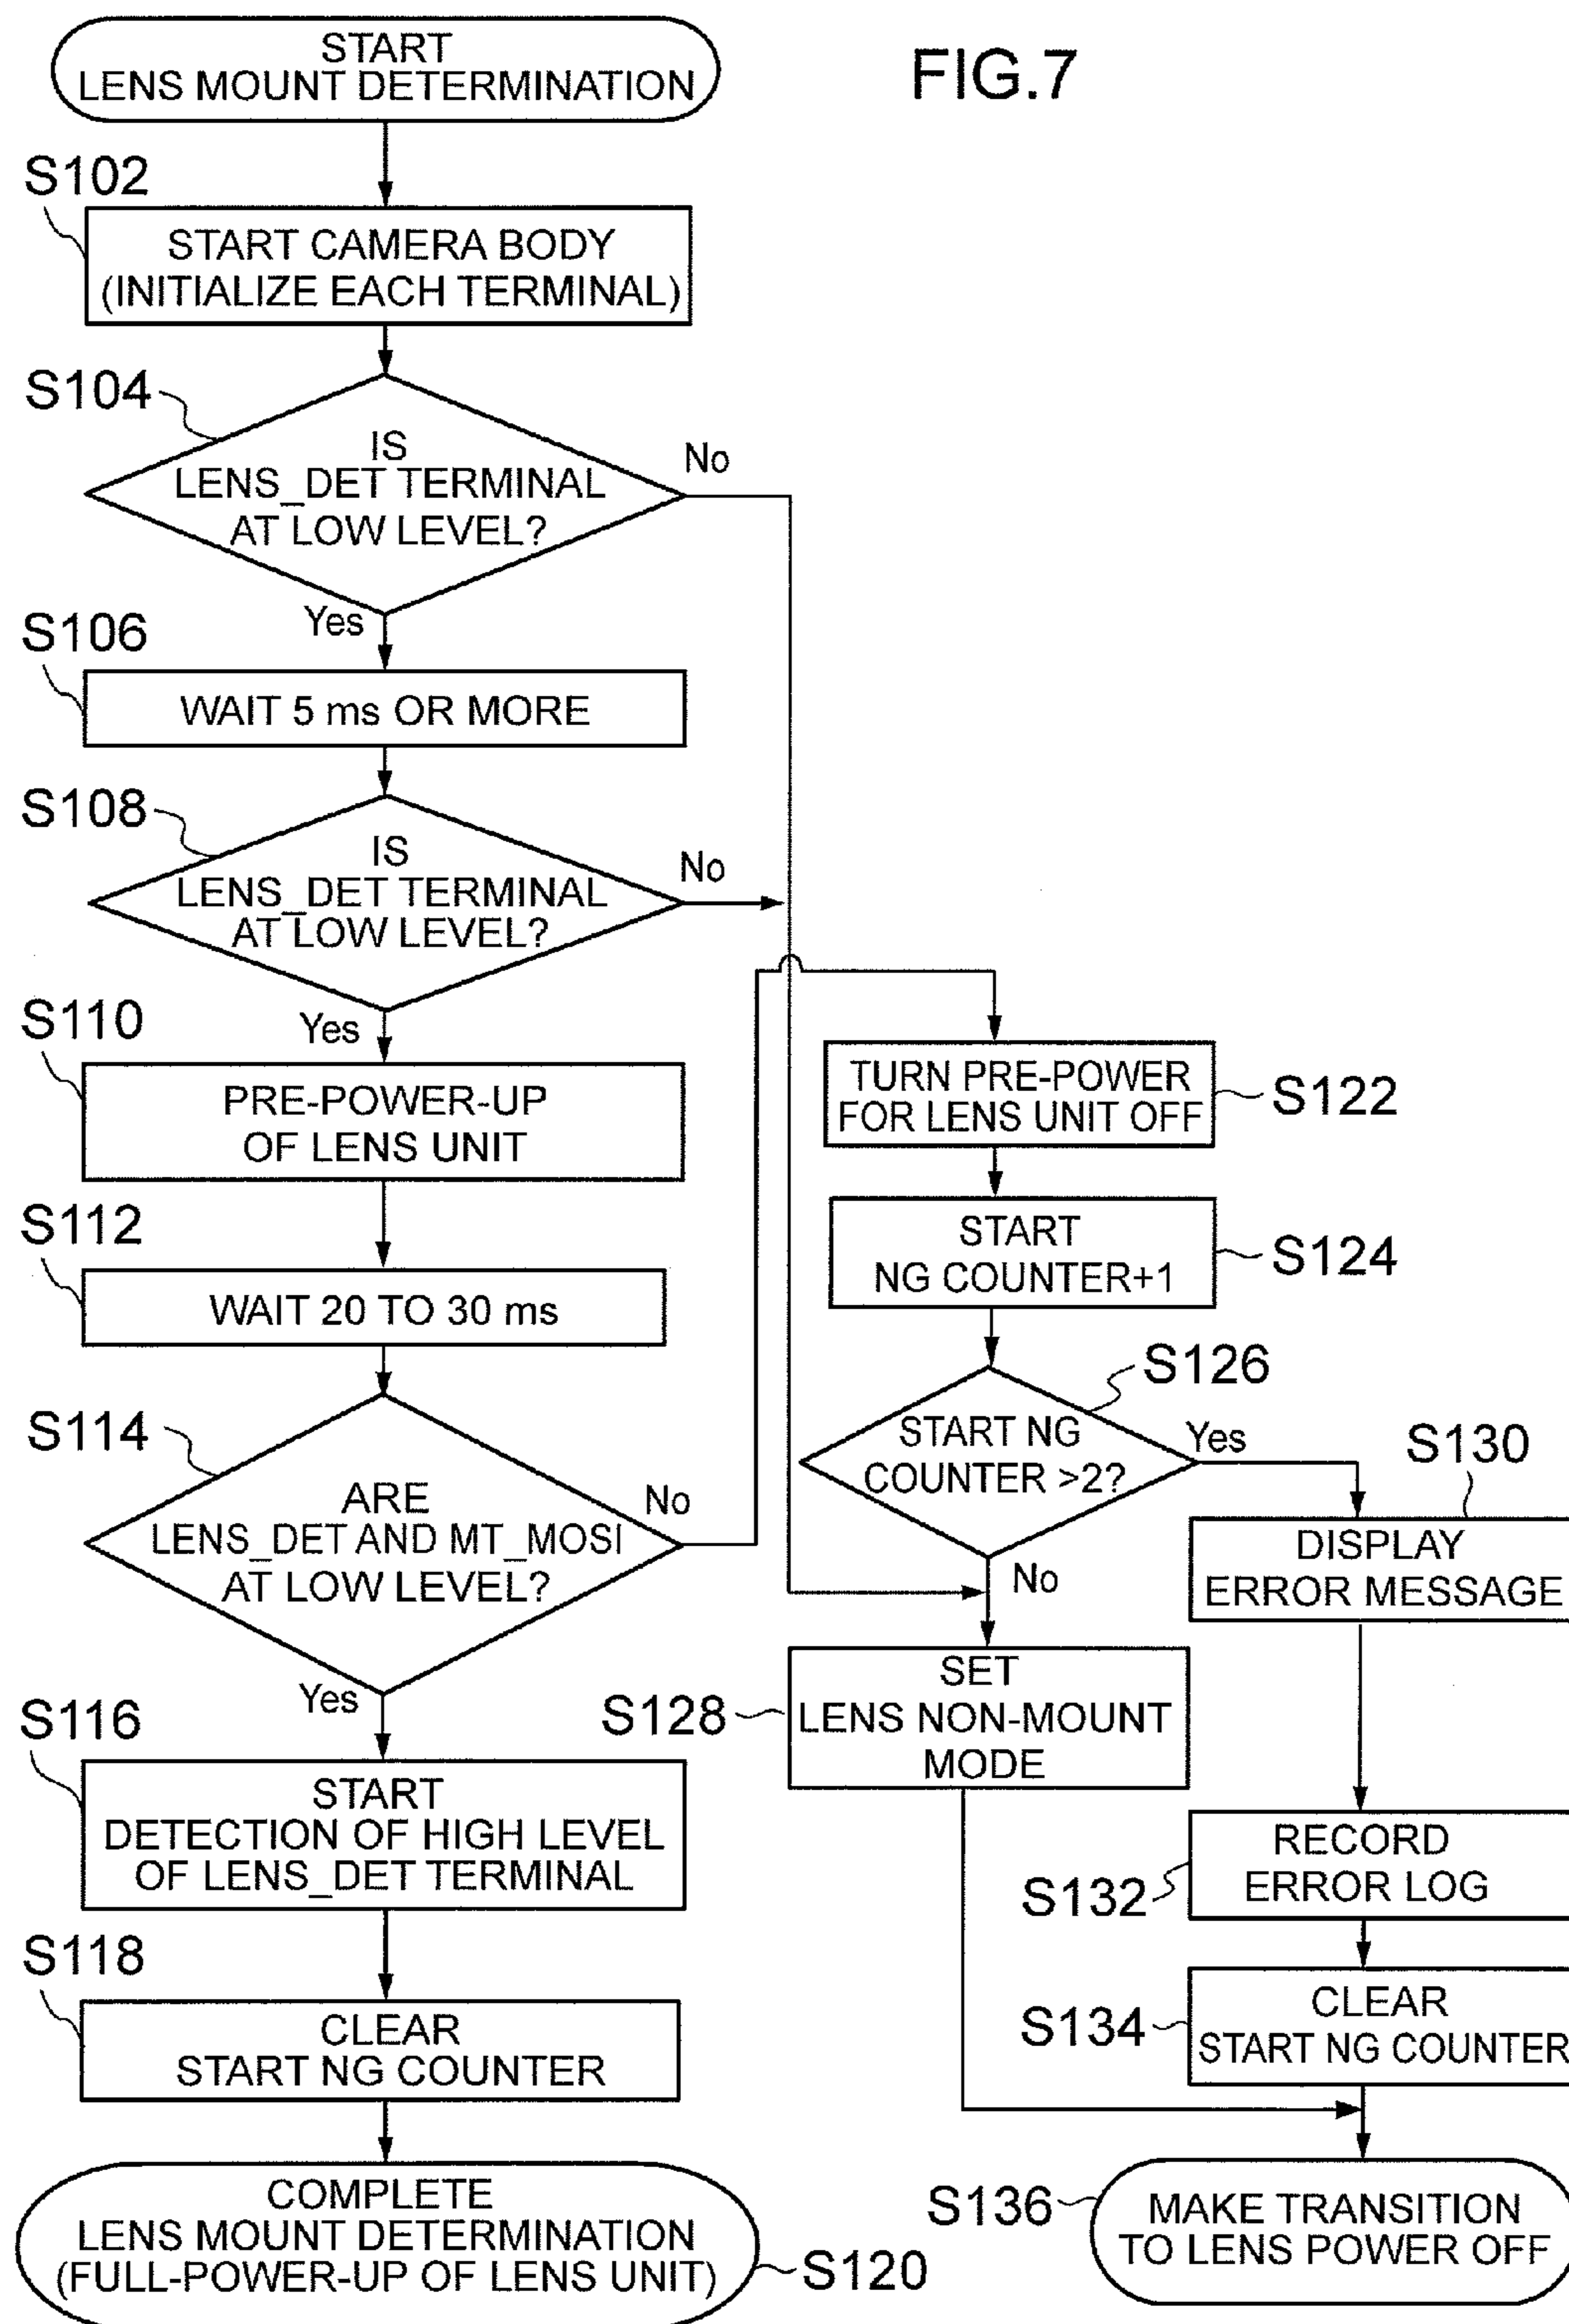 FIG.7
START
LENS MOUNT DETERMINATION
S102
START CAMERA BODY
(INITIALIZE EACH TERMINAL)
S104
IS
LENS_DET TERMINAL
AT LOW LEVEL?
No
Yes
S106
WAIT 5 ms OR MORE
S108
IS
LENS_DET TERMINAL
AT LOW LEVEL?
No
Yes
S110
PRE-POWER-UP
OF LENS UNIT
S112
WAIT 20 TO 30 ms
S114
ARE
LENS_DET AND MT_MOSI
AT LOW LEVEL?
No
Yes
S116
START
DETECTION OF HIGH LEVEL
OF LENS_DET TERMINAL
S118
CLEAR
START NG COUNTER
COMPLETE
LENS MOUNT DETERMINATION
(FULL-POWER-UP OF LENS UNIT)
S120
TURN PRE-POWER
FOR LENS UNIT OFF
S122
START
NG COUNTER+1
S124
S126
START NG
COUNTER >2?
Yes
No
S128
SET
LENS NON-MOUNT
MODE
S130
DISPLAY
ERROR MESSAGE
S132
RECORD
ERROR LOG
S134
CLEAR
START NG COUNTER
S136
MAKE TRANSITION
TO LENS POWER OFF